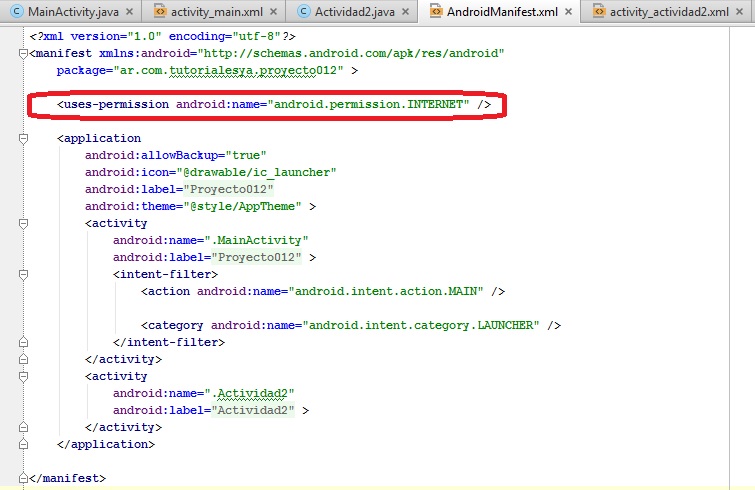 MainActivity.java × activity_main.xml × Actividad2.java × AndroidManifest.xml × activity_actividad2.xml ×
<?xml version="1.0" encoding="utf-8"?>
<manifest xmlns:android="http://schemas.android.com/apk/res/android"
    package="ar.com.tutorialesya.proyecto012" >

    <uses-permission android:name="android.permission.INTERNET" />

    <application
        android:allowBackup="true"
        android:icon="@drawable/ic_launcher"
        android:label="Proyecto012"
        android:theme="@style/AppTheme" >
        <activity
            android:name=".MainActivity"
            android:label="Proyecto012" >
            <intent-filter>
                <action android:name="android.intent.action.MAIN" />

                <category android:name="android.intent.category.LAUNCHER" />
            </intent-filter>
        </activity>
        <activity
            android:name=".Actividad2"
            android:label="Actividad2" >
        </activity>
    </application>

</manifest>